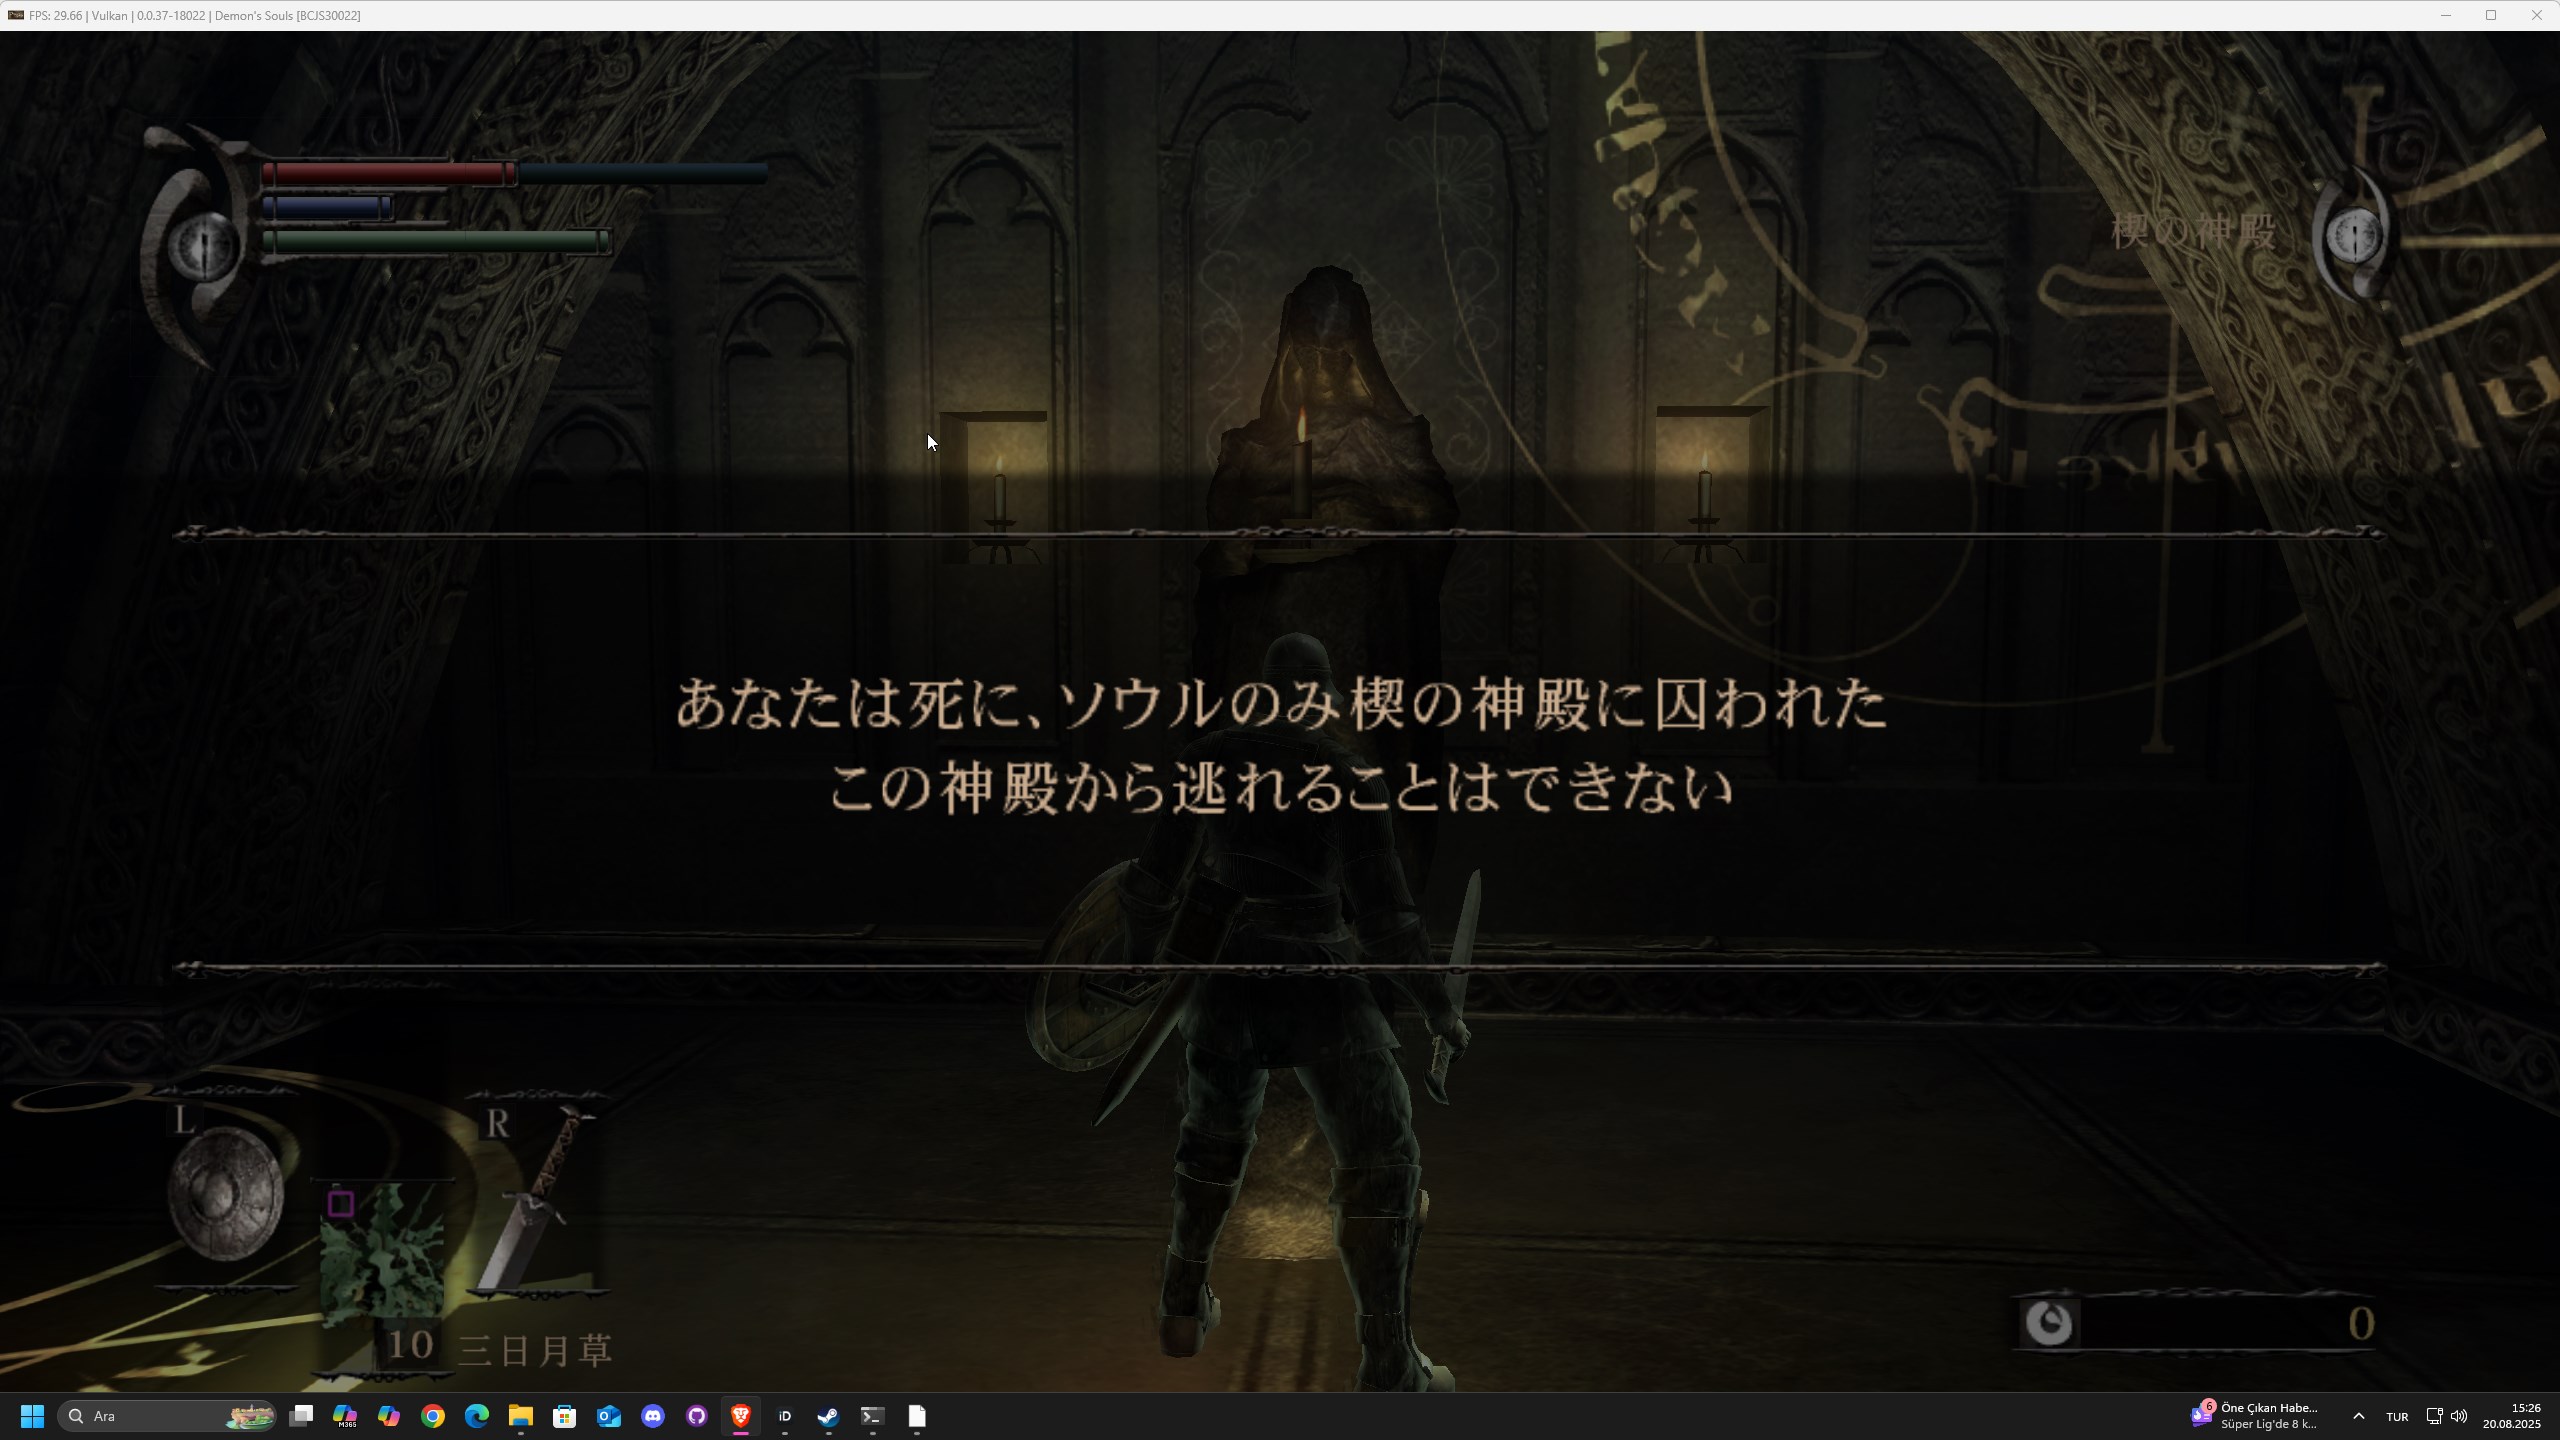 FPS: 29.66 | Vulkan | 0.0.37-18022 | Demon's Souls [BCJS30022]
楔の神殿
あなたは死に、ソウルのみ楔の神殿に囚われた
この神殿から逃れることはできない
L
R
10
三日月草
0
Ara
M365
iD
6
Öne Çıkan Habe...
Süper Lig'de 8 k...
TUR
15:26
20.08.2025